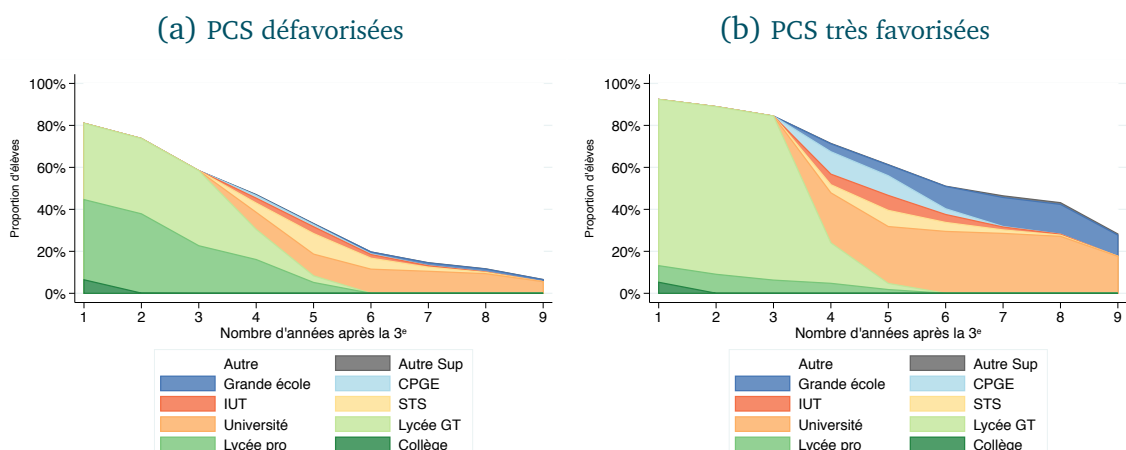 (a) PCS défavorisées
100%
80%
60%
40%
20%
0%
Proportion d'élèves
1 2 3 4 5 6 7 8 9
Nombre d'années après la 3e
Autre Autre Sup
Grande école CPGE
IUT STS
Université Lycée GT
Lycée pro Collège
(b) PCS très favorisées
100%
80%
60%
40%
20%
0%
Proportion d'élèves
1 2 3 4 5 6 7 8 9
Nombre d'années après la 3e
Autre Autre Sup
Grande école CPGE
IUT STS
Université Lycée GT
Lycée pro Collège